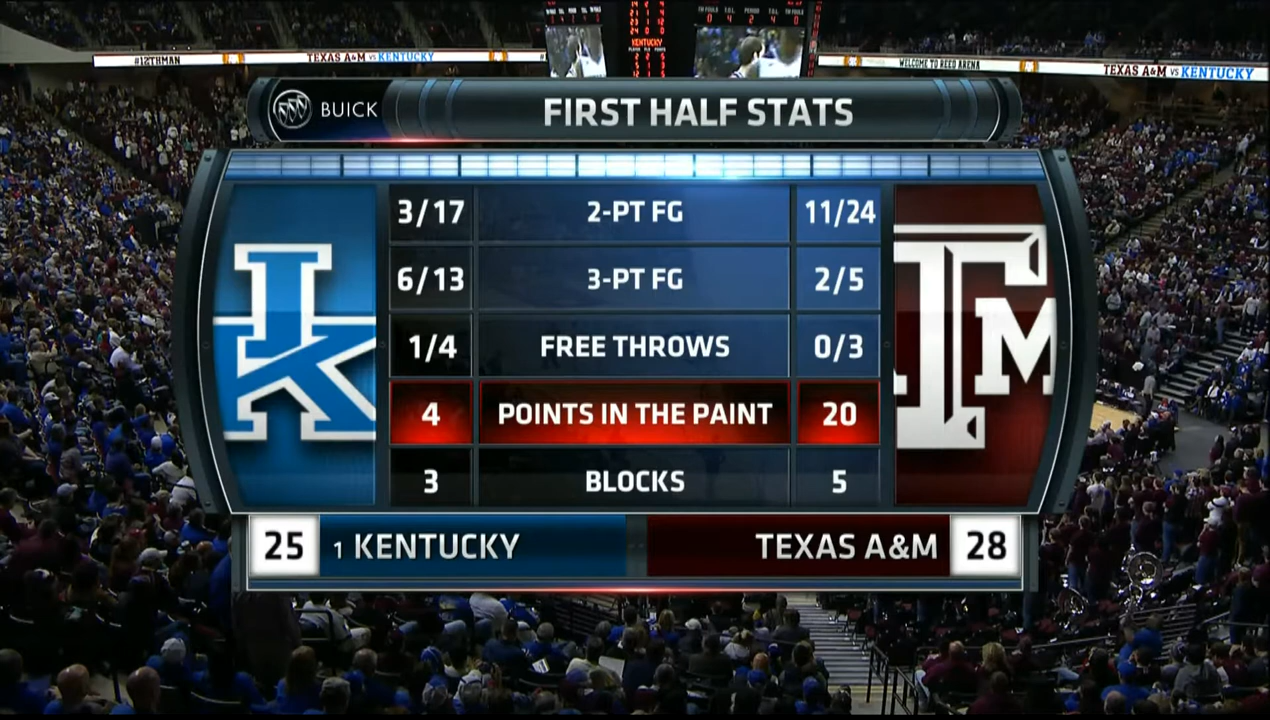 #12THMAN
TEXAS A&M VS KENTUCKY
KENTUCKY
WELCOME TO REED ARENA
TEXAS A&M VS KENTUCKY
BUICK
FIRST HALF STATS
3/17 2-PT FG 11/24
6/13 3-PT FG 2/5
1/4 FREE THROWS 0/3
4 POINTS IN THE PAINT 20
3 BLOCKS 5
UK
ATM
25 1 KENTUCKY TEXAS A&M 28